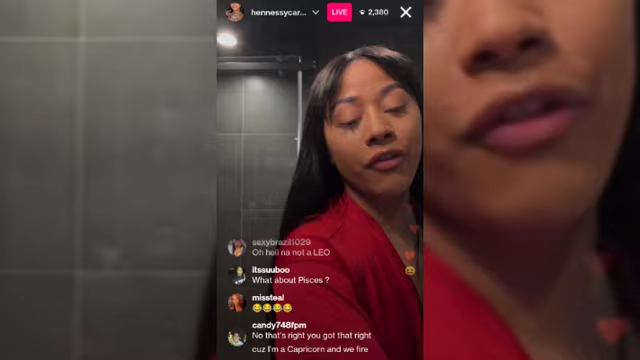 hennessycar...
LIVE
2,380
sexybrazil1029
Oh hell na not a LEO
itssuuboo
What about Pisces ?
missteal
😂😂😂😂
candy748fpm
No that's right you got that right
cuz I'm a Capricorn and we fire